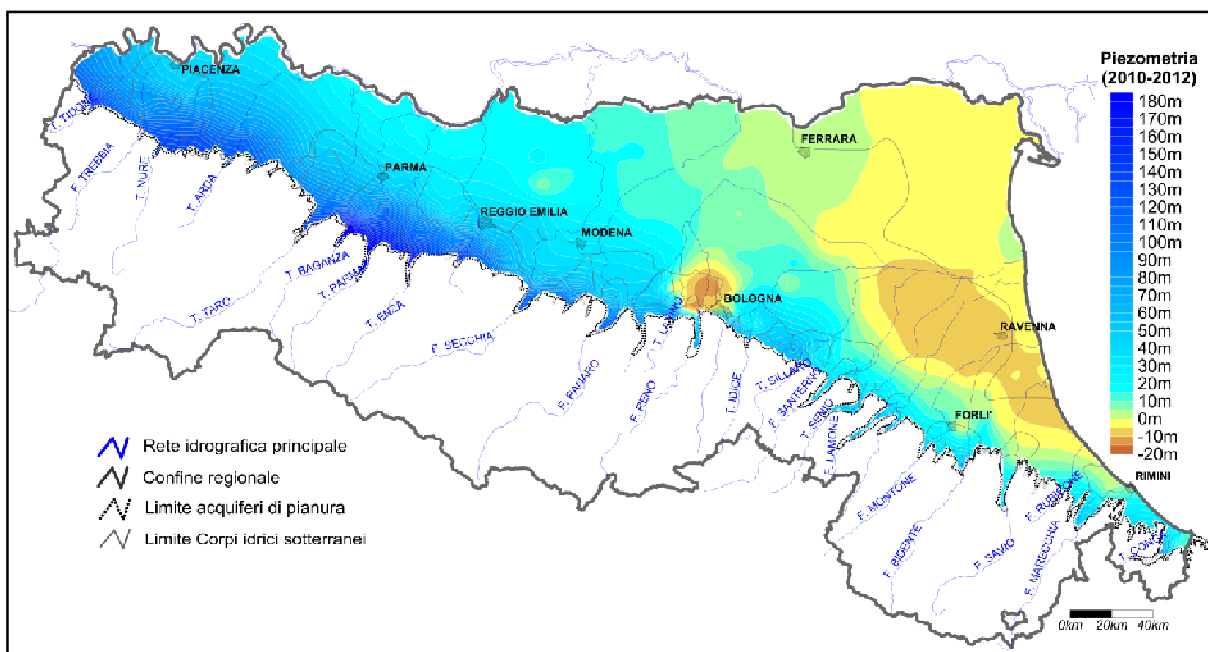 Piezometria
(2010-2012)
180m
170m
160m
150m
140m
130m
120m
110m
100m
90m
80m
70m
60m
50m
40m
30m
20m
10m
0m
-10m
-20m
PIACENZA
PARMA
REGGIO EMILIA
MODENA
BOLOGNA
FERRARA
RAVENNA
FORLI'
RIMINI
F. TREBBIA
T. NURE
T. ARDA
T. TARO
T. BAGANZA
T. PARMA
T. ENZA
F. SECCHIA
F. PANARO
F. RENO
T. IDICE
T. SILLARO
F. SANTERNO
T. SENIO
F. LAMONE
F. MONTONE
F. BIDENTE
F. SAVIO
F. MARECCHIA
Rete idrografica principale
Confine regionale
Limite acquiferi di pianura
Limite Corpi idrici sotterranei
0km 20km 40km